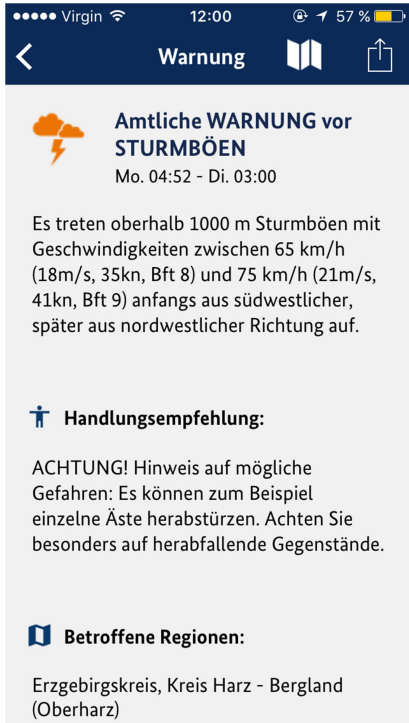 Virgin 12:00 57 %
Warnung
Amtliche WARNUNG vor
STURMBÖEN
Mo. 04:52 - Di. 03:00
Es treten oberhalb 1000 m Sturmböen mit
Geschwindigkeiten zwischen 65 km/h
(18m/s, 35kn, Bft 8) und 75 km/h (21m/s,
41kn, Bft 9) anfangs aus südwestlicher,
später aus nordwestlicher Richtung auf.
Handlungsempfehlung:
ACHTUNG! Hinweis auf mögliche
Gefahren: Es können zum Beispiel
einzelne Äste herabstürzen. Achten Sie
besonders auf herabfallende Gegenstände.
Betroffene Regionen:
Erzgebirgskreis, Kreis Harz - Bergland
(Oberharz)